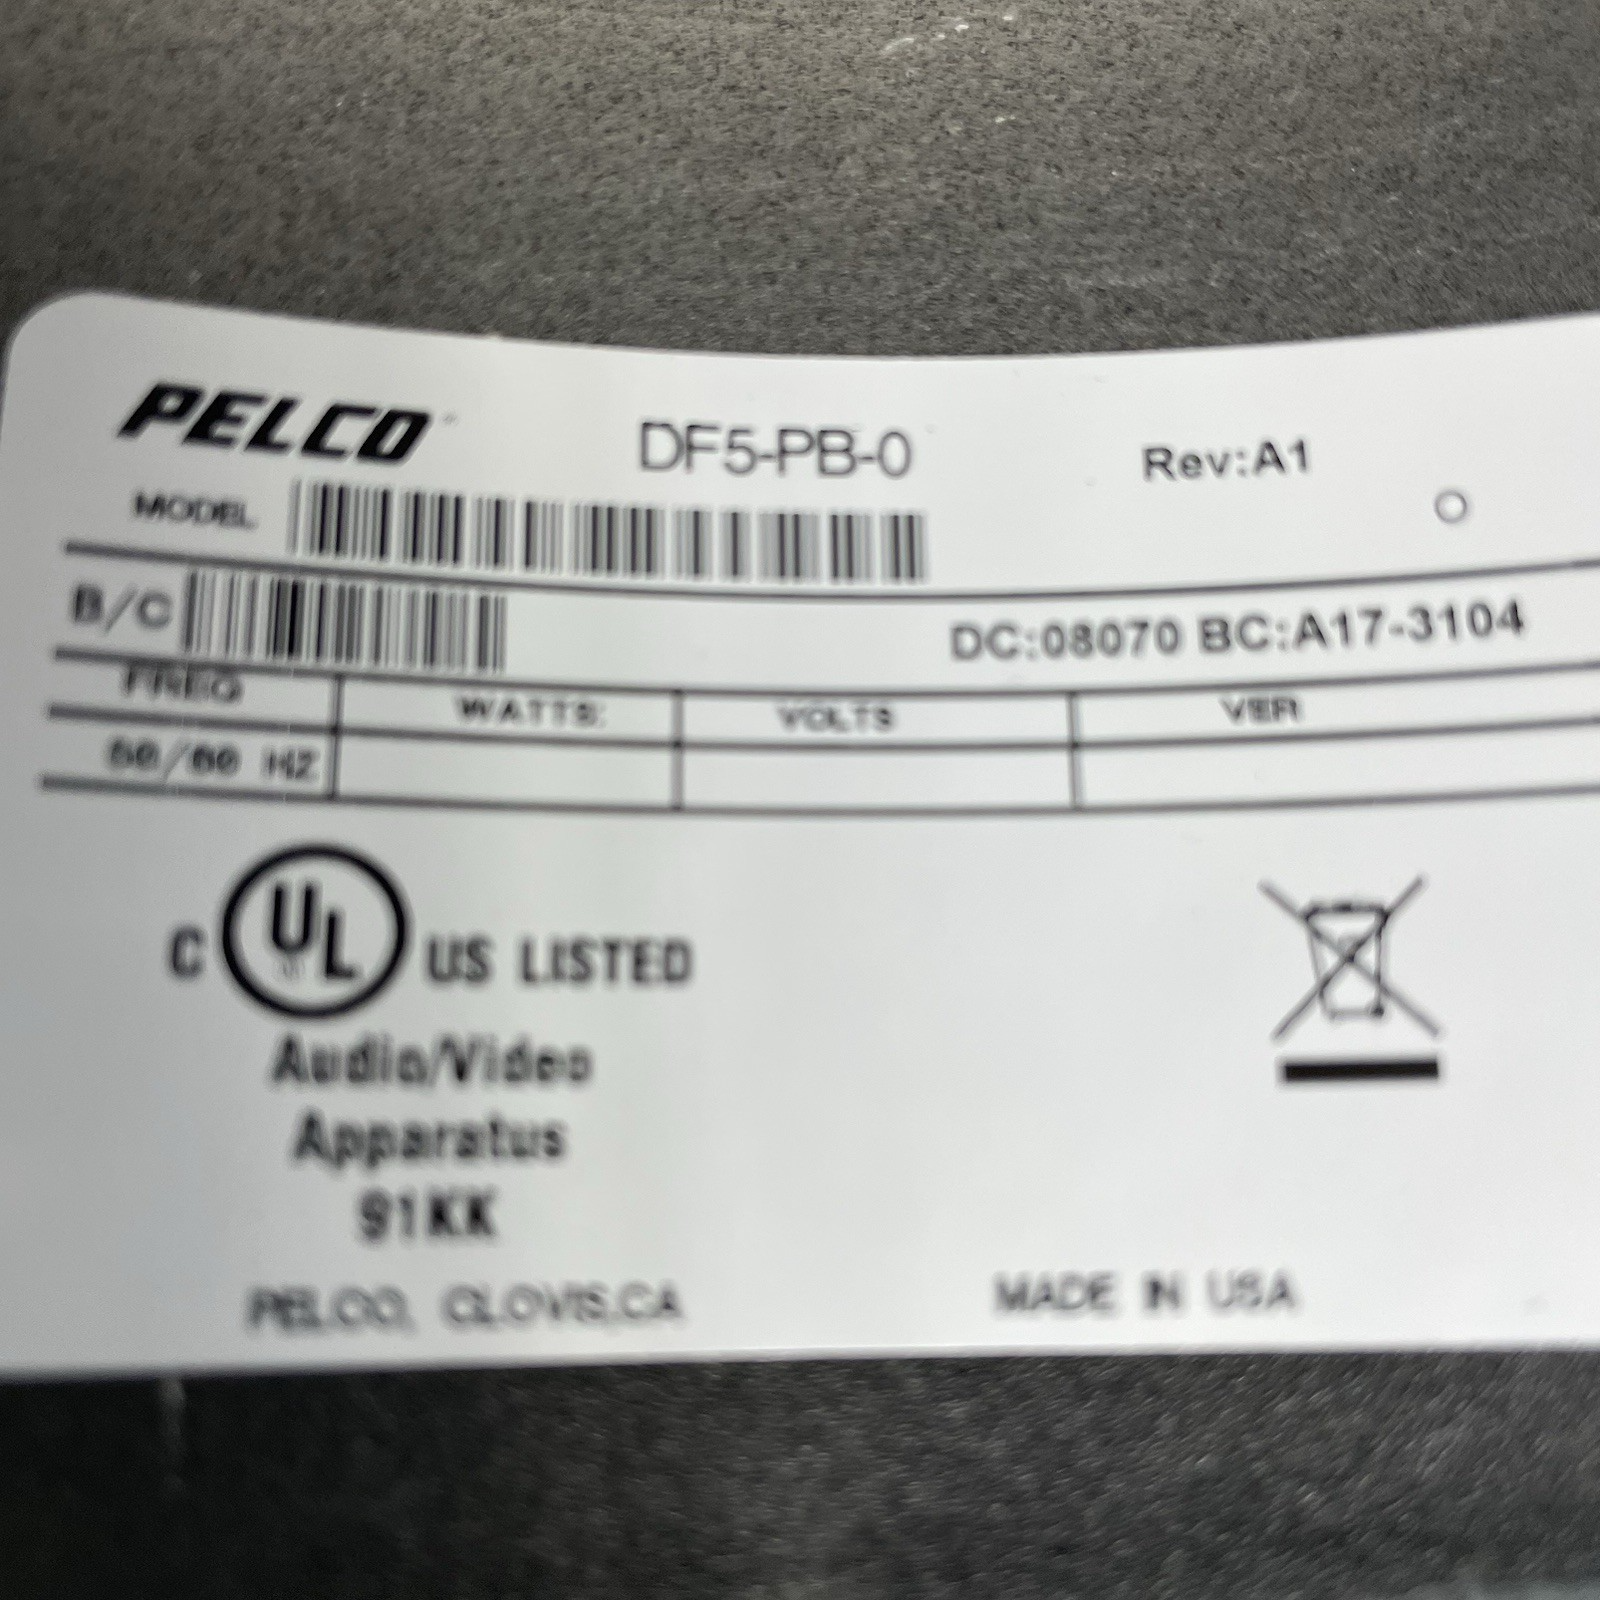 PELCO™ DF5-PB-0 Rev:A1
MODEL
B/C DC:08070 BC:A17-3104
FREQ WATTS: VOLTS VER
50/60 HZ
C UL US LISTED
Audio/Video
Apparatus
91KK
PELCO, CLOVIS,CA MADE IN USA